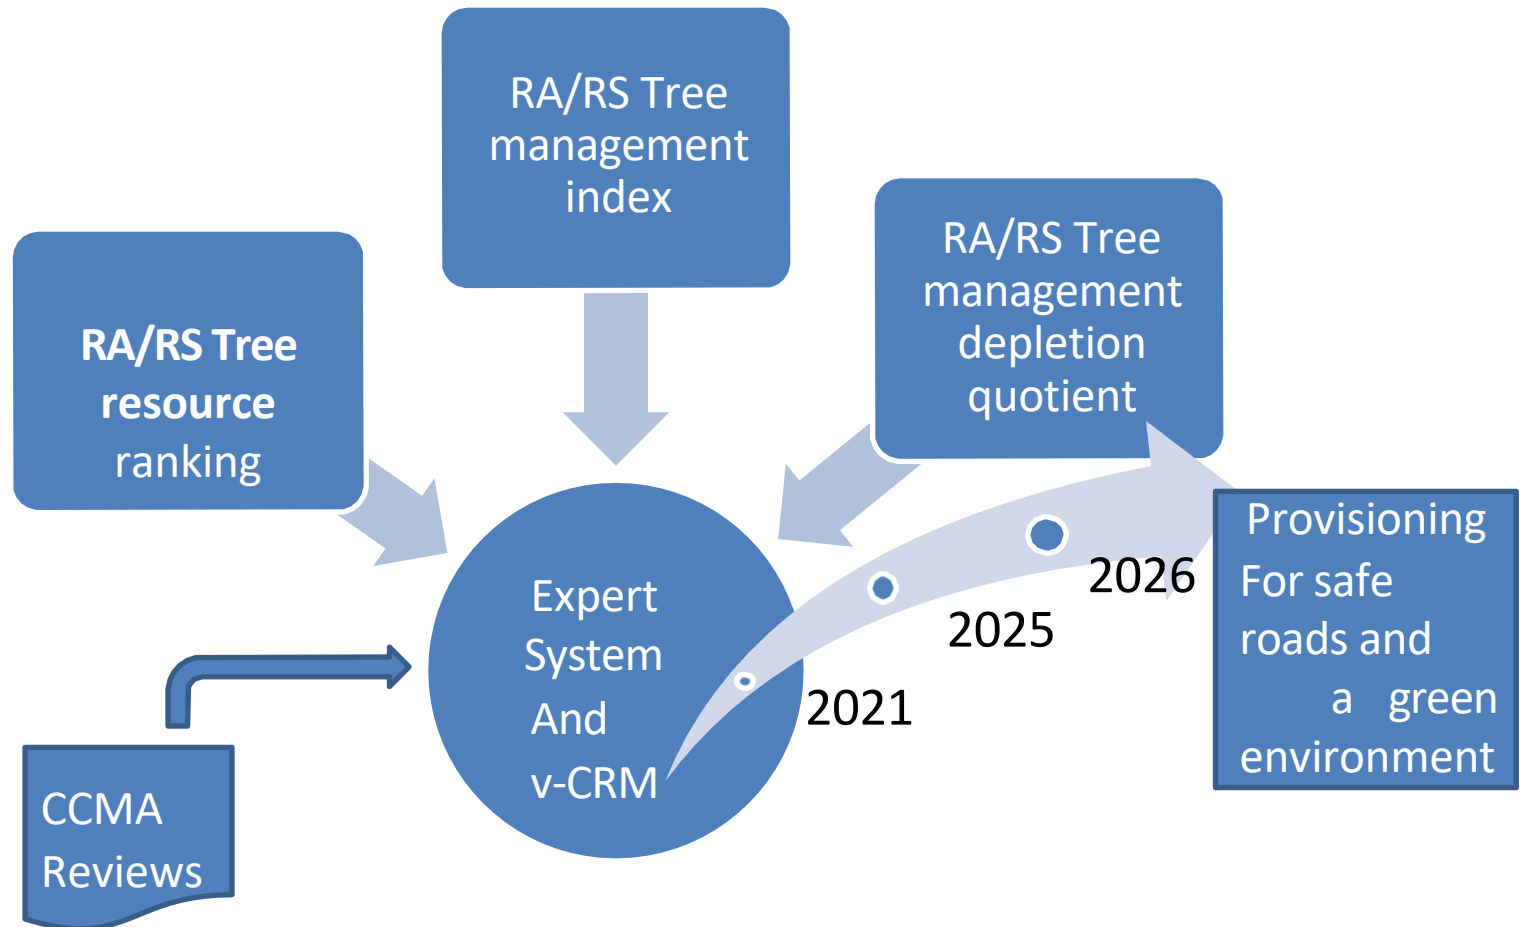 RA/RS Tree
management
index
RA/RS Tree
management
depletion
quotient
RA/RS Tree
resource
ranking
Expert
System
And
v-CRM
2021
2025
2026
Provisioning
For safe
roads and
a green
environment
CCMA
Reviews